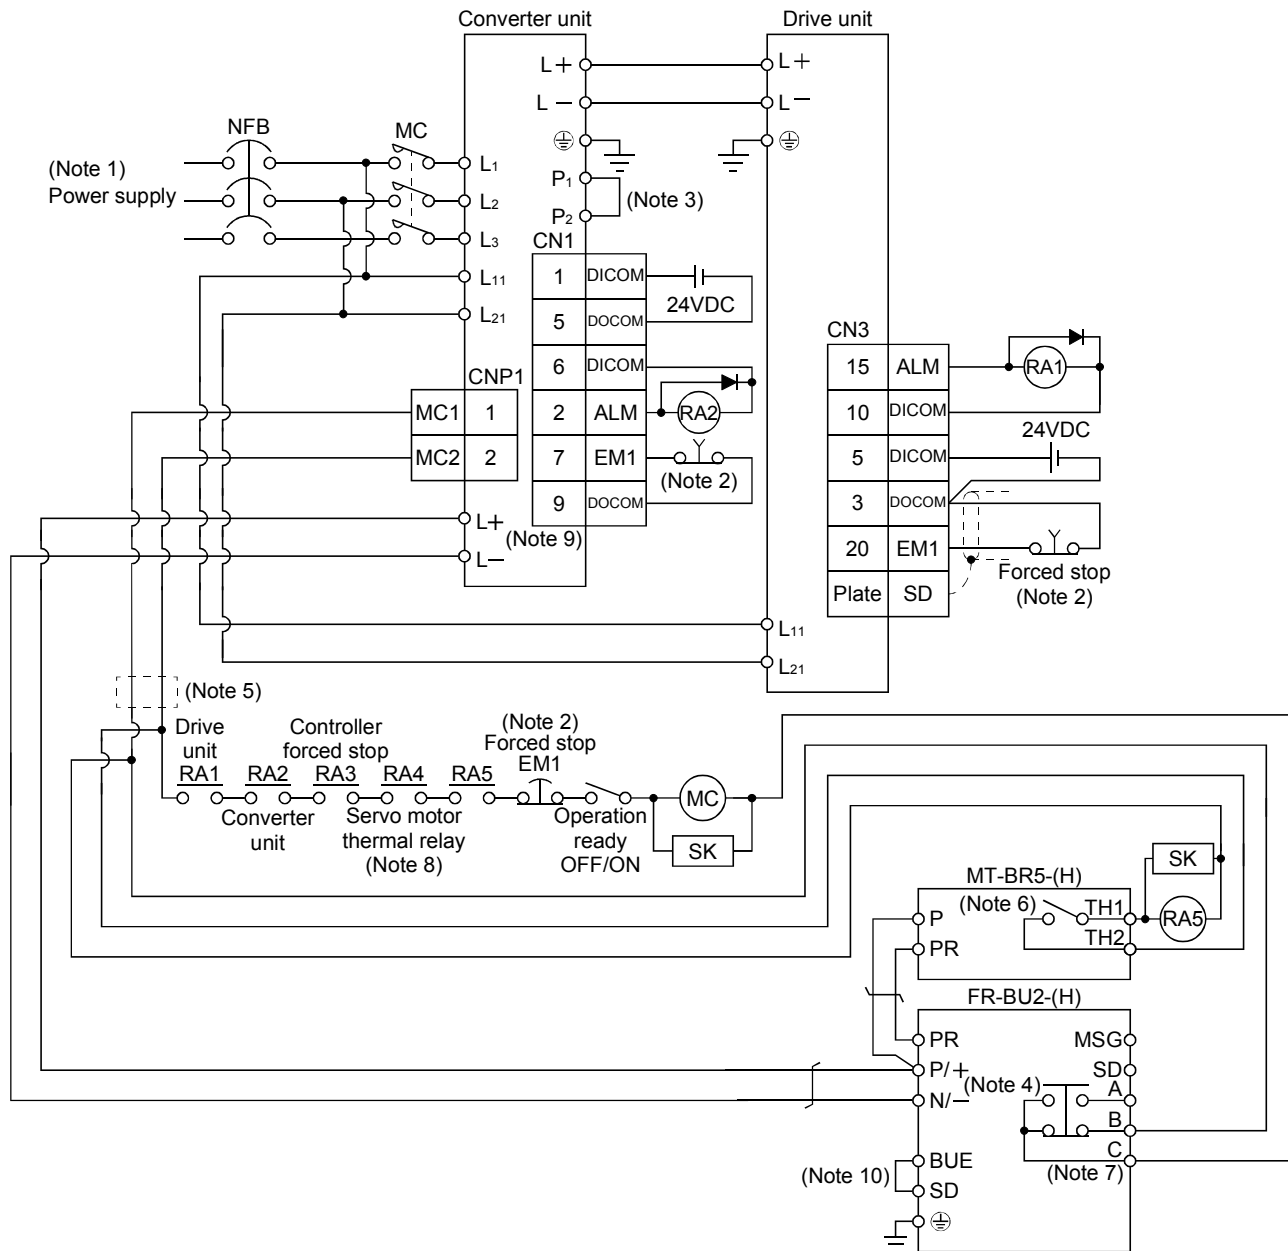 Converter unit
Drive unit
L+
L+
L−
L−
NFB
MC
(Note 1)
Power supply
L1
L2
L3
P1
P2
(Note 3)
CN1
L11
L21
1 DICOM
24VDC
5 DOCOM
6 DICOM
2 ALM
RA2
7 EM1
(Note 2)
9 DOCOM
(Note 9)
CNP1
MC1 1
MC2 2
L+
L−
CN3
15 ALM
RA1
10 DICOM
24VDC
5 DICOM
3 DOCOM
20 EM1
Forced stop
(Note 2)
Plate SD
L11
L21
(Note 5)
Drive
unit
RA1
RA2
Converter
unit
Controller
forced stop
RA3
RA4
Servo motor
thermal relay
(Note 8)
RA5
(Note 2)
Forced stop
EM1
Operation
ready
OFF/ON
MC
SK
SK
MT-BR5-(H)
(Note 6)
P
PR
TH1
TH2
RA5
FR-BU2-(H)
PR
P/+
N/−
MSG
SD
(Note 4)
A
B
C
(Note 7)
(Note 10)
BUE
SD